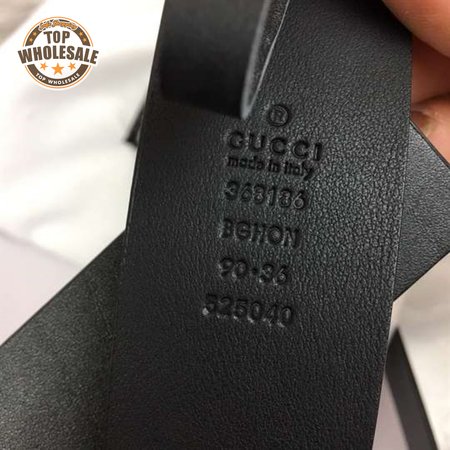 TOP
WHOLESALE
TOP WHOLESALE
®
GUCCI
made in italy
368186
BGHON
90·36
525040